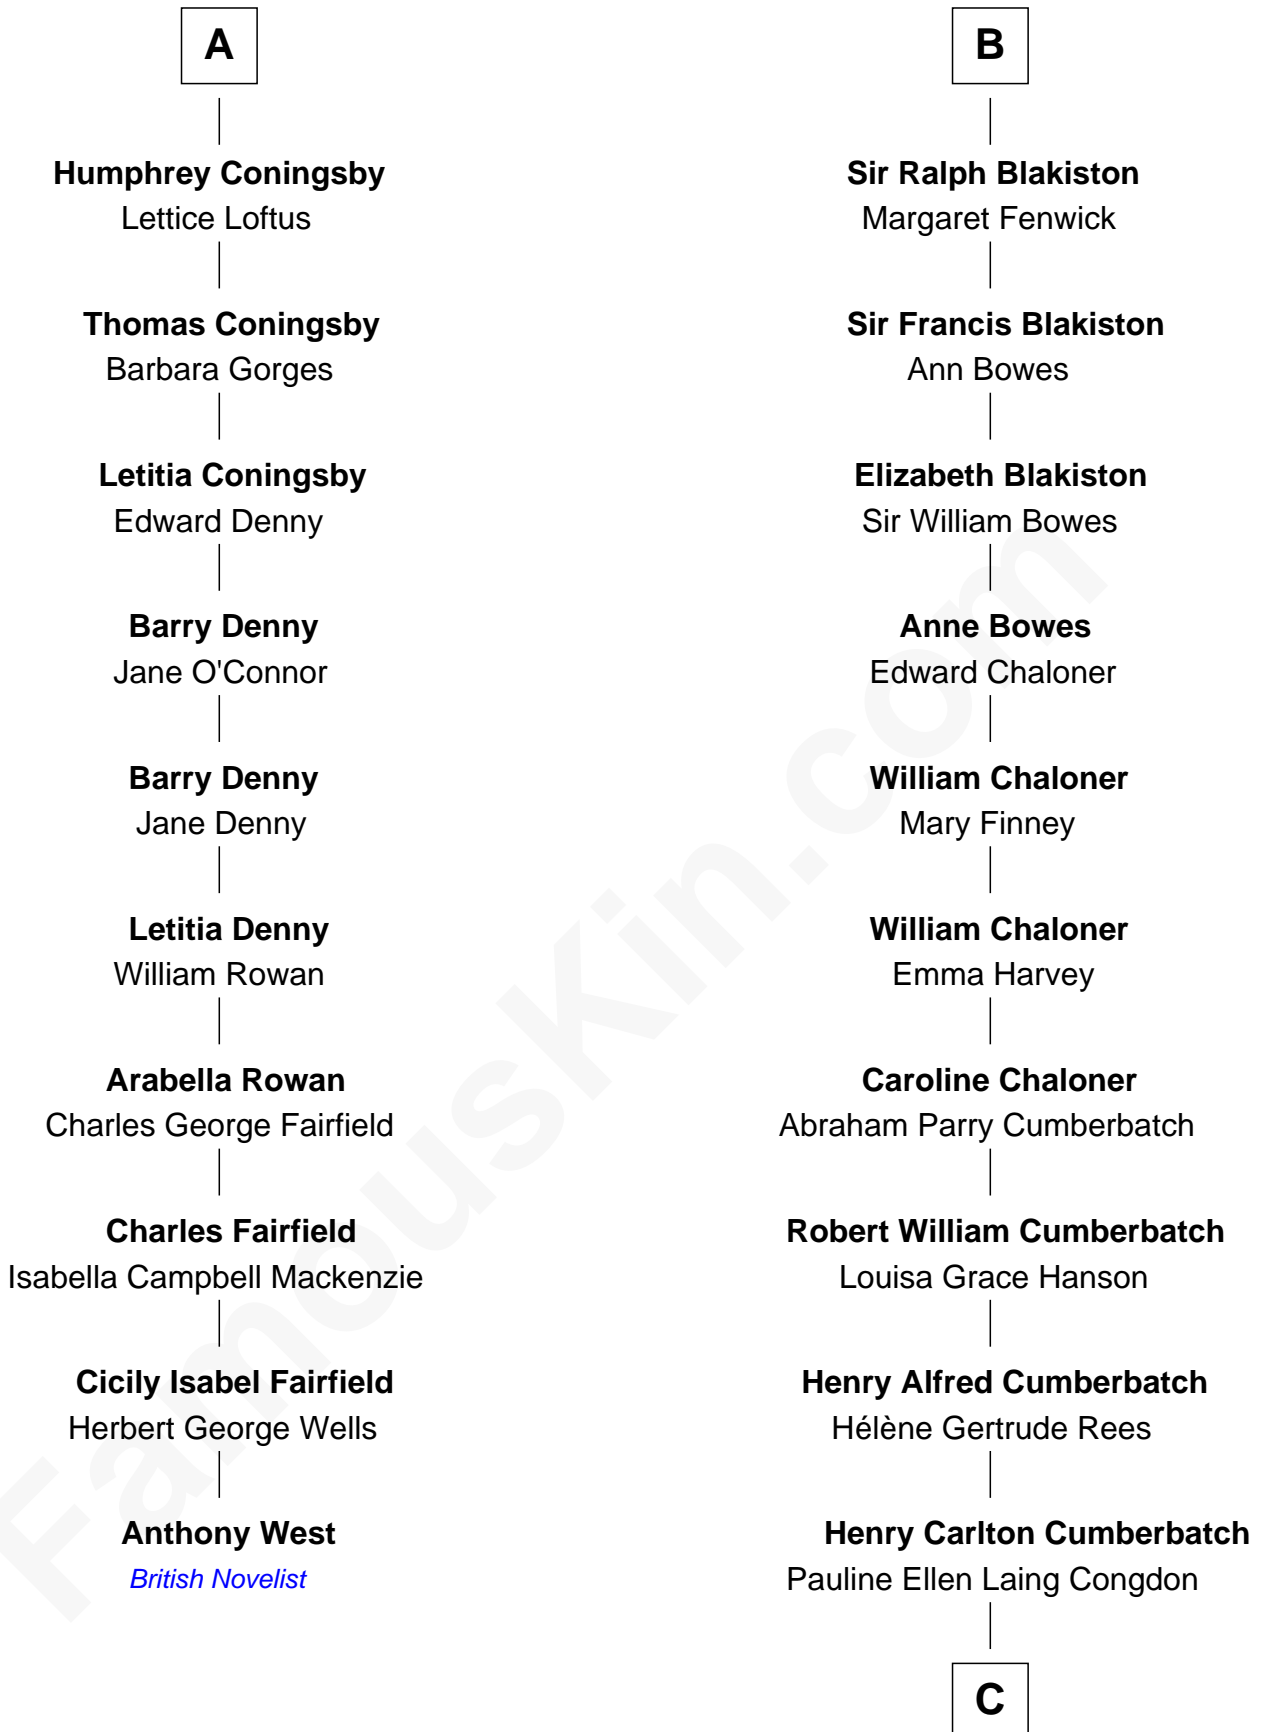 A
Humphrey Coningsby
Lettice Loftus
Thomas Coningsby
Barbara Gorges
Letitia Coningsby
Edward Denny
Barry Denny
Jane O'Connor
Barry Denny
Jane Denny
Letitia Denny
William Rowan
Arabella Rowan
Charles George Fairfield
Charles Fairfield
Isabella Campbell Mackenzie
Cicily Isabel Fairfield
Herbert George Wells
Anthony West
British Novelist
B
Sir Ralph Blakiston
Margaret Fenwick
Sir Francis Blakiston
Ann Bowes
Elizabeth Blakiston
Sir William Bowes
Anne Bowes
Edward Chaloner
William Chaloner
Mary Finney
William Chaloner
Emma Harvey
Caroline Chaloner
Abraham Parry Cumberbatch
Robert William Cumberbatch
Louisa Grace Hanson
Henry Alfred Cumberbatch
Hélène Gertrude Rees
Henry Carlton Cumberbatch
Pauline Ellen Laing Congdon
C
FamousKin.com